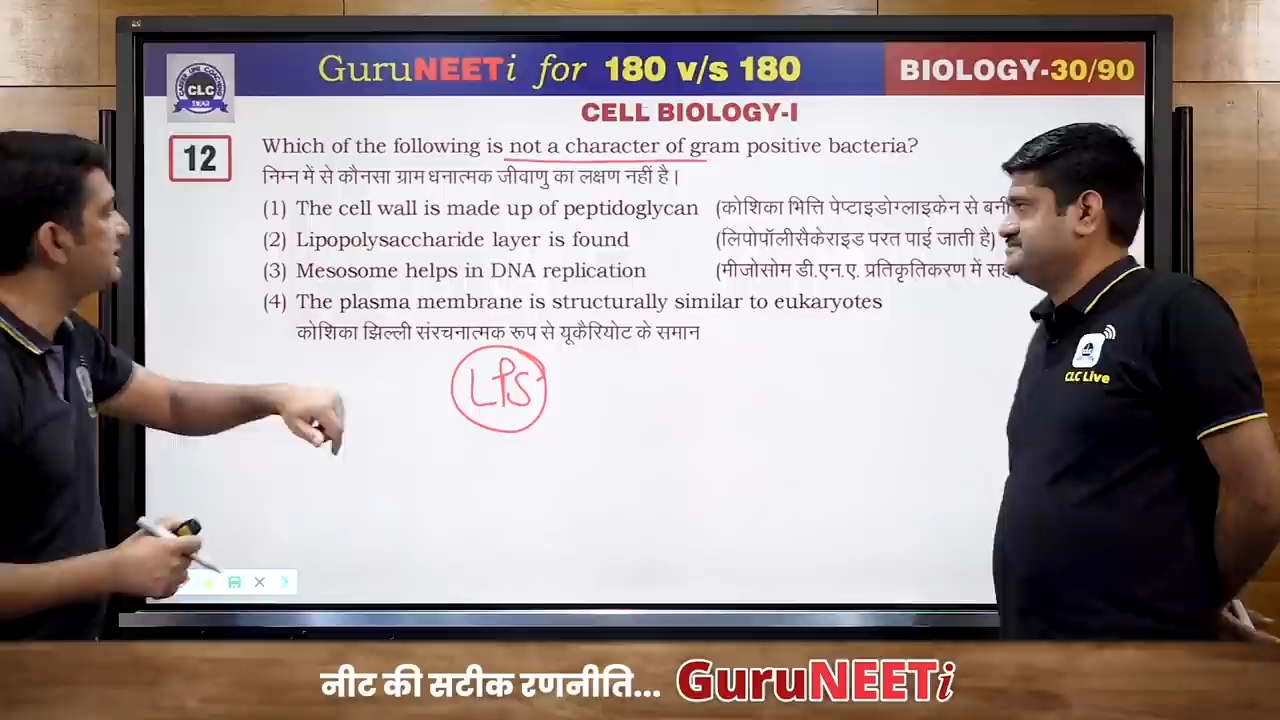 GuruNEETi for 180 v/s 180
BIOLOGY-30/90
CLC
CELL BIOLOGY-I
12
Which of the following is not a character of gram positive bacteria?
निम्न में से कौनसा ग्राम धनात्मक जीवाणु का लक्षण नहीं है।
(1) The cell wall is made up of peptidoglycan (कोशिका भित्ति पेप्टाइडोग्लाइकेन से बनी
(2) Lipopolysaccharide layer is found (लिपोपॉलीसैकेराइड परत पाई जाती है)
(3) Mesosome helps in DNA replication (मीजोसोम डी.एन.ए. प्रतिकृतिकरण में
(4) The plasma membrane is structurally similar to eukaryotes
कोशिका झिल्ली संरचनात्मक रूप से यूकैरियोट के समान
LPS
CLC Live
नीट की सटीक रणनीति... GuruNEETi